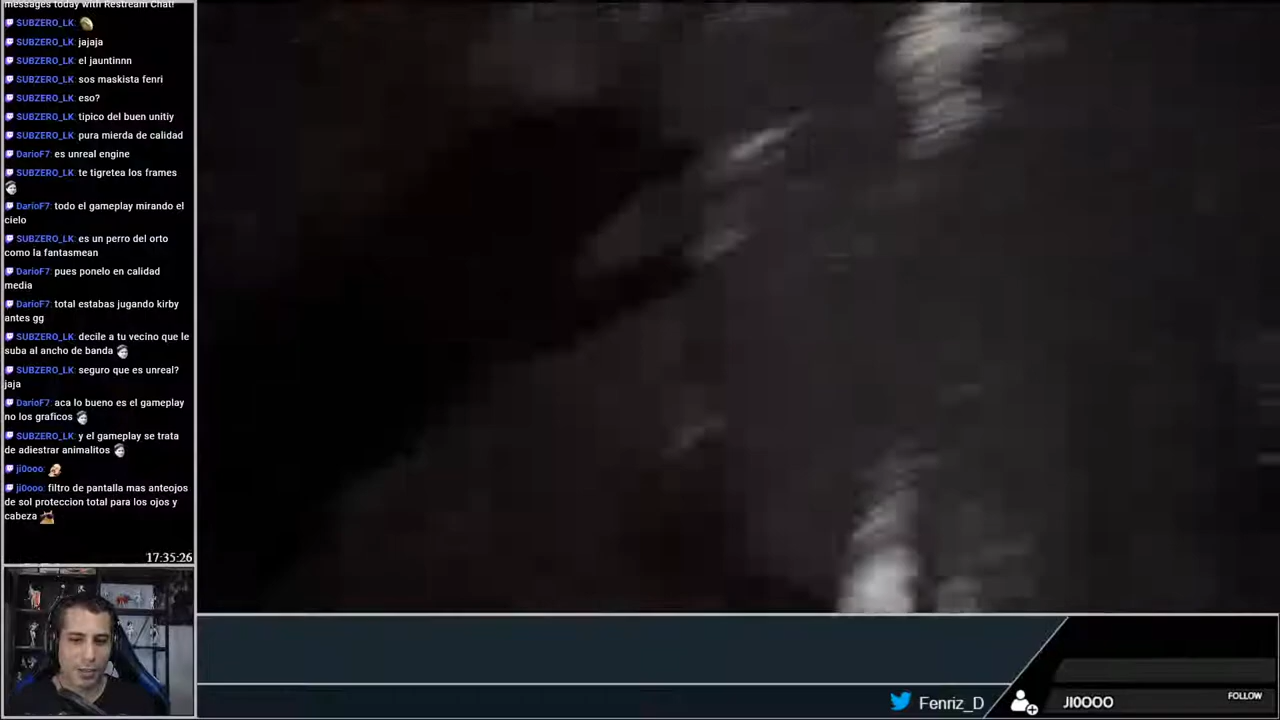 messages today with Restream Chat!
SUBZERO_LK:
SUBZERO_LK: jajaja
SUBZERO_LK: el jauntinnn
SUBZERO_LK: sos maskista fenri
SUBZERO_LK: eso?
SUBZERO_LK: tipico del buen unitiy
SUBZERO_LK: pura mierda de calidad
DarioF7: es unreal engine
SUBZERO_LK: te tigretea los frames
DarioF7: todo el gameplay mirando el
cielo
SUBZERO_LK: es un perro del orto
como la fantasmean
DarioF7: pues ponelo en calidad
media
DarioF7: total estabas jugando kirby
antes gg
SUBZERO_LK: decile a tu vecino que le
suba al ancho de banda
SUBZERO_LK: seguro que es unreal?
jaja
DarioF7: aca lo bueno es el gameplay
no los graficos
SUBZERO_LK: y el gameplay se trata
de adiestrar animalitos
ji0ooo:
ji0ooo: filtro de pantalla mas anteojos
de sol proteccion total para los ojos y
cabeza
17:35:26
Fenriz_D
JI0OOO
FOLLOW